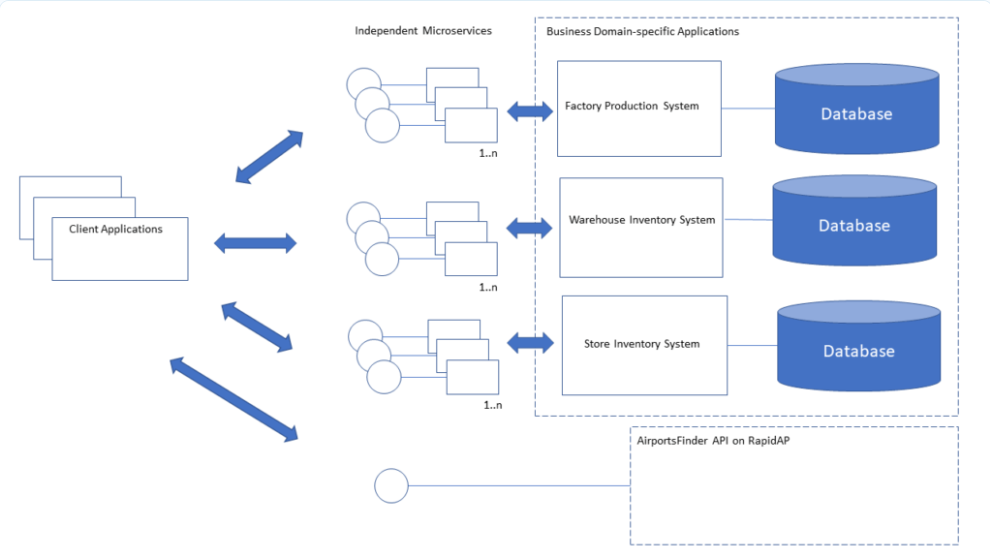 Independent Microservices
Business Domain-specific Applications
Factory Production System
Database
1..n
Client Applications
Warehouse Inventory System
Database
1..n
Store Inventory System
Database
1..n
AirportsFinder API on RapidAP